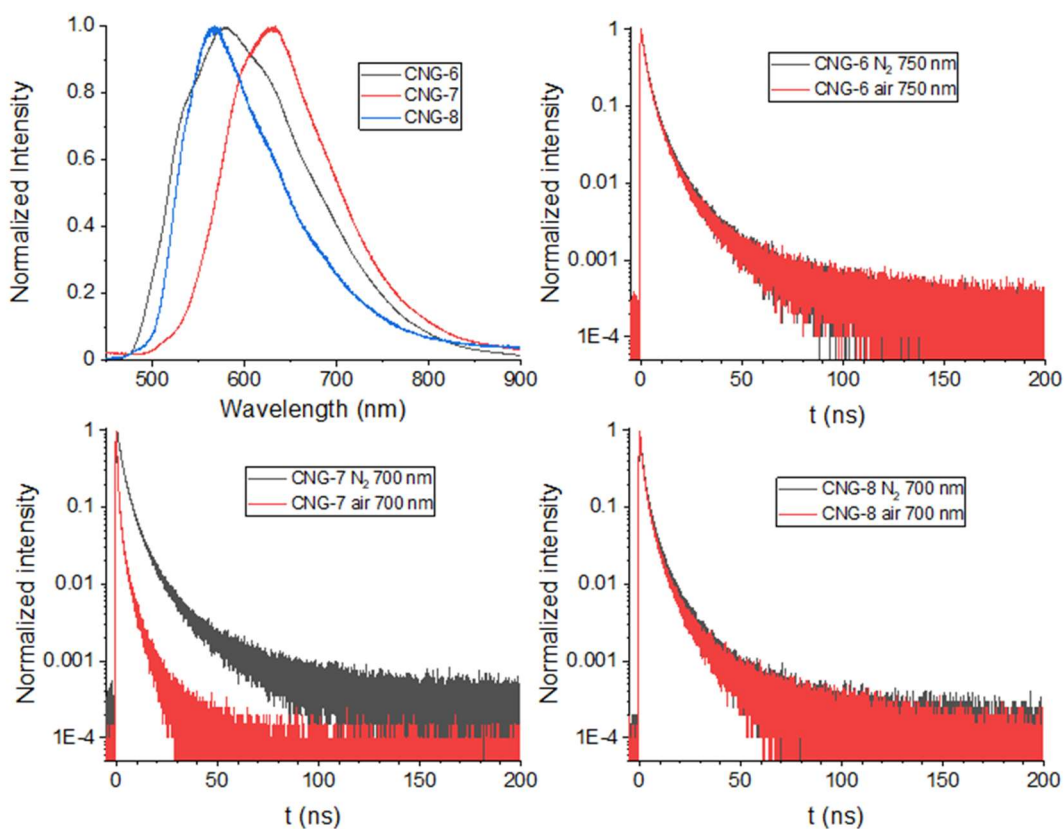 1.0
0.8
0.6
0.4
0.2
0
Normalized Intensity
CNG-6
CNG-7
CNG-8
500 600 700 800 900
Wavelength (nm)
1
0.1
0.01
0.001
1E-4
Normalized intensity
CNG-6 N₂ 750 nm
CNG-6 air 750 nm
0 50 100 150 200
t (ns)
1
0.1
0.01
0.001
1E-4
Normalized intensity
CNG-7 N₂ 700 nm
CNG-7 air 700 nm
0 50 100 150 200
t (ns)
1
0.1
0.01
0.001
1E-4
Normalized intensity
CNG-8 N₂ 700 nm
CNG-8 air 700 nm
0 50 100 150 200
t (ns)